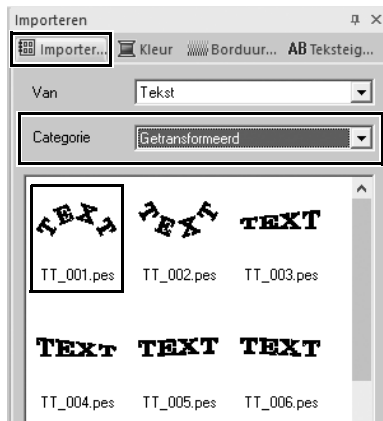 Importeren
Importer... Kleur Borduur... AB Teksteig...
Van Tekst
Categorie Getransformeerd
TEXT TEXT TEXT
TT_001.pes TT_002.pes TT_003.pes
TEXT TEXT TEXT
TT_004.pes TT_005.pes TT_006.pes